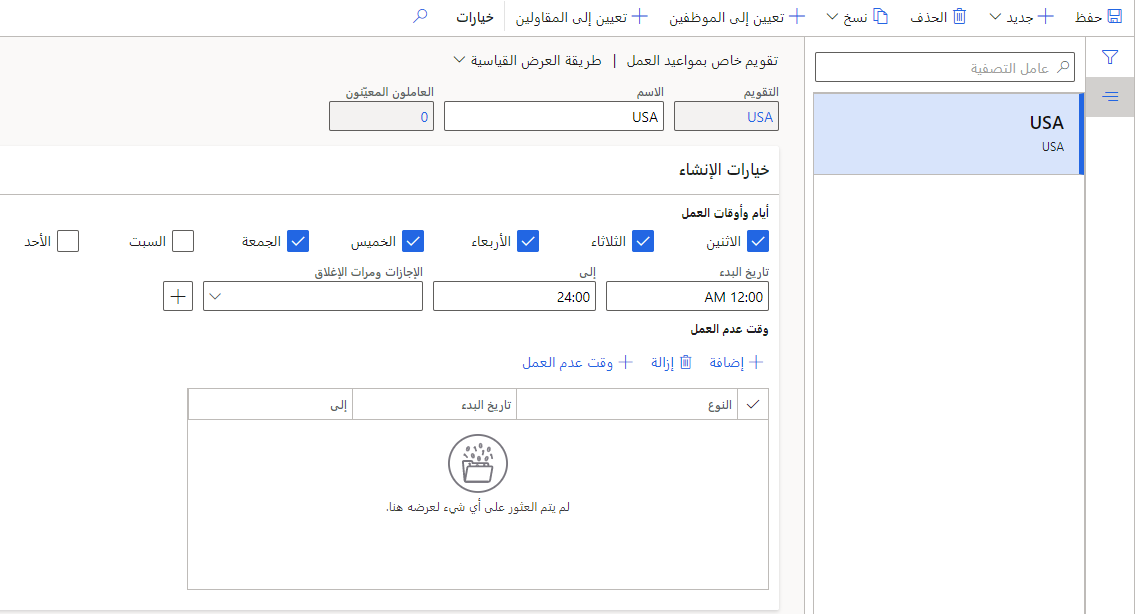 حفظ جديد الحذف نسخ تعيين إلى الموظفين تعيين إلى المقاولين خيارات
عامل التصفية
USA
USA
تقويم خاص بمواعيد العمل | طريقة العرض القياسية
التقويم الاسم العاملون المعيّنون
USA USA 0
خيارات الإنشاء
أيام وأوقات العمل
الاثنين الثلاثاء الأربعاء الخميس الجمعة السبت الأحد
تاريخ البدء إلى الإجازات ومرات الإغلاق
12:00 AM 24:00
وقت عدم العمل
إضافة إزالة وقت عدم العمل
النوع تاريخ البدء إلى
لم يتم العثور على أي شيء لعرضه هنا.